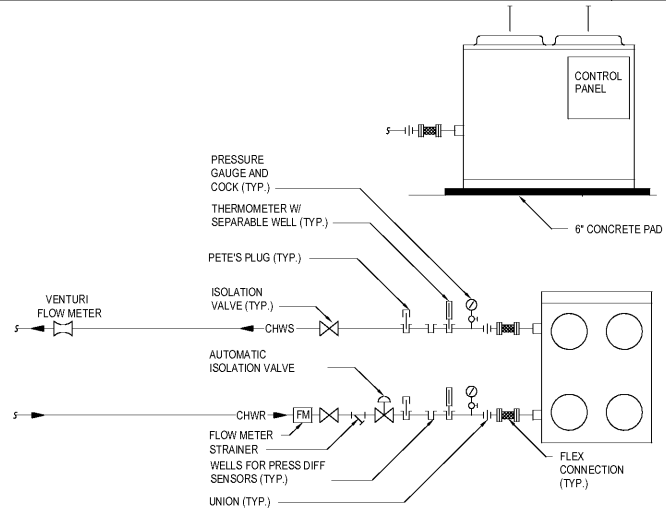 CONTROL
PANEL
PRESSURE
GAUGE AND
COCK (TYP.)
THERMOMETER W/
SEPARABLE WELL (TYP.)
6" CONCRETE PAD
PETE'S PLUG (TYP.)
ISOLATION
VALVE (TYP.)
VENTURI
FLOW METER
S
CHWS
AUTOMATIC
ISOLATION VALVE
S
CHWR
FM
FLOW METER
STRAINER
WELLS FOR PRESS DIFF
SENSORS (TYP.)
UNION (TYP.)
FLEX
CONNECTION
(TYP.)